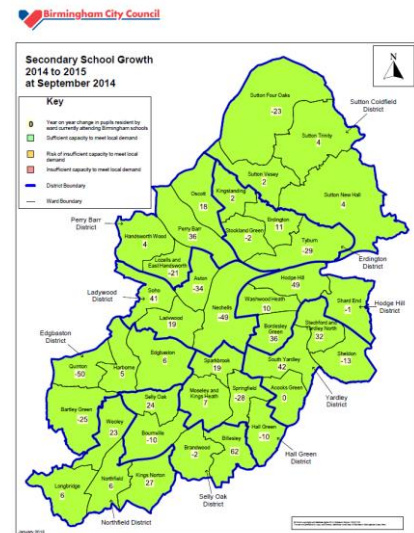 Birmingham City Council
Secondary School Growth
2014 to 2015
at September 2014
N
Key
Year on year change in pupils resident by
ward currently attending Birmingham schools
Sufficient capacity to meet local
demand
Risk of insufficient capacity to meet local
demand
Insufficient capacity to meet local
demand
District Boundary
Ward Boundary
Sutton Four Oaks
-23
Sutton Coldfield
District
Sutton Trinity
4
Sutton Vesey
2
Sutton New Hall
4
Oscott
18
Kingstanding
2
Erdington
11
Stockland Green
-2
Tyburn
-29
Erdington
District
Perry Barr
District
Handsworth Wood
4
Perry Barr
36
Lozells and
East Handsworth
-21
Aston
-34
Ladywood
District
Soho
41
Nechells
-49
Ladywood
19
Hodge Hill
-49
Washwood Heath
10
Shard End
-1
Hodge Hill
District
Bordesley
Green
36
Stechford and
Yardley North
32
Sheldon
-13
South Yardley
42
Acocks Green
0
Yardley
District
Edgbaston
District
Quinton
-50
Harborne
5
Edgbaston
6
Bartley Green
-25
Sparkbrook
19
Moseley and
Kings Heath
7
Springfield
-28
Hall Green
-10
Hall Green
District
Selly Oak
24
Weoley
23
Bournville
-10
Brandwood
-2
Billesley
62
Selly Oak
District
Longbridge
6
Northfield
6
Kings Norton
27
Northfield District